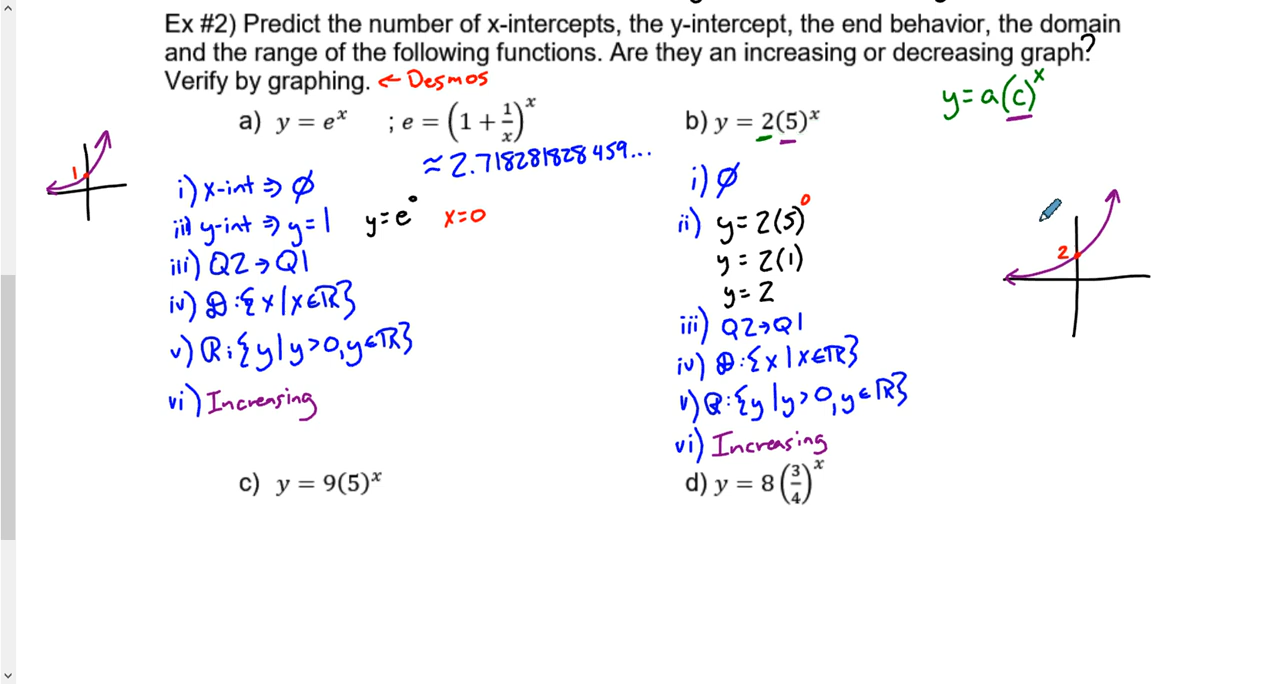 Ex #2) Predict the number of x-intercepts, the y-intercept, the end behavior, the domain
and the range of the following functions. Are they an increasing or decreasing graph?
Verify by graphing. ← Desmos
y = a(c)^x
a) y = e^x ; e = (1 + 1/x)^x
≈ 2.718281828459...
i) x-int ⇒ ∅
ii) y-int ⇒ y = 1 y = e^0 x = 0
iii) Q2 → Q1
iv) D: {x | x ∈ ℝ}
v) R: {y | y > 0, y ∈ ℝ}
vi) Increasing
1
b) y = 2(5)^x
i) ∅
ii) y = 2(5)^0
y = 2(1)
y = 2
iii) Q2 → Q1
iv) D: {x | x ∈ ℝ}
v) R: {y | y > 0, y ∈ ℝ}
vi) Increasing
2
c) y = 9(5)^x
d) y = 8(3/4)^x